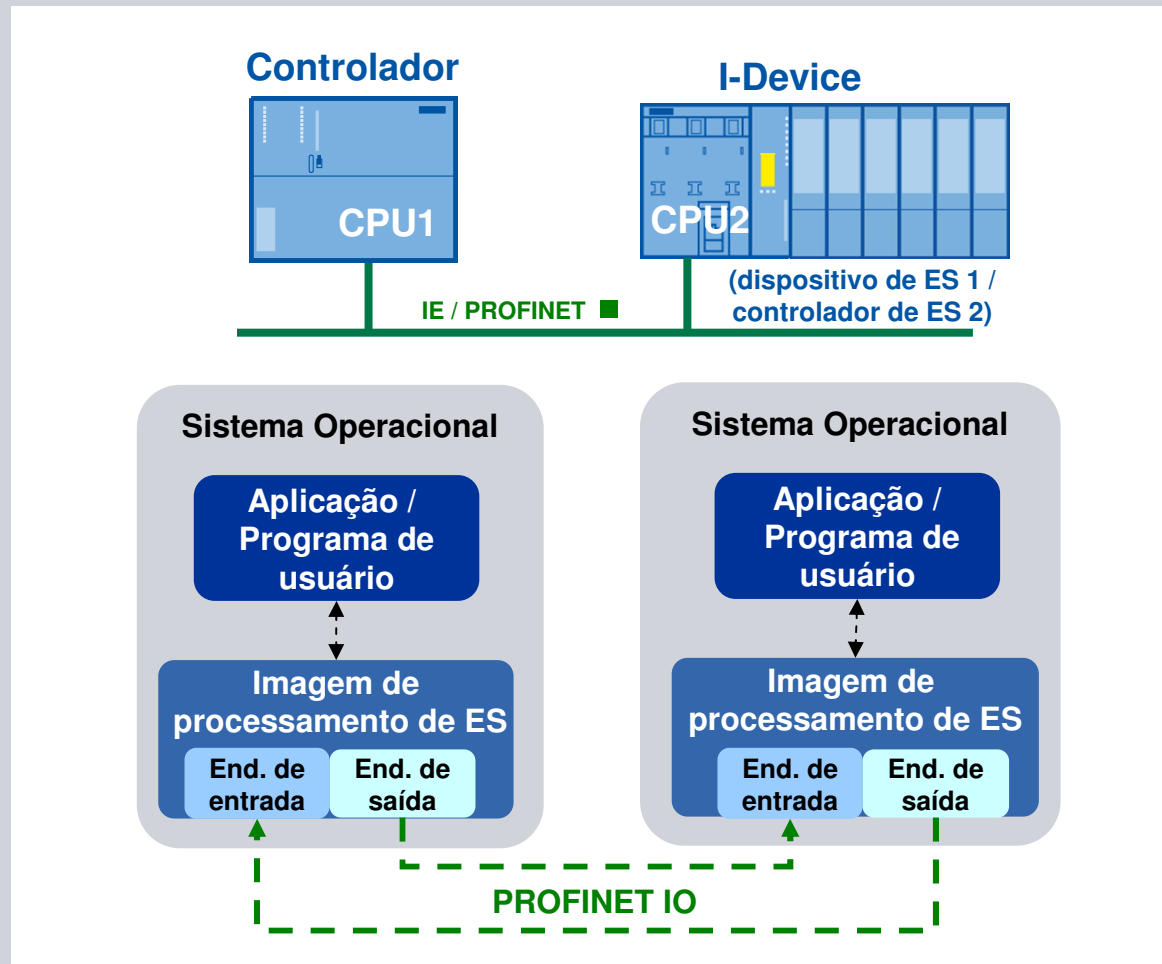 Controlador
I-Device
CPU1
CPU2
(dispositivo de ES 1 /
controlador de ES 2)
IE / PROFINET
Sistema Operacional
Aplicação /
Programa de
usuário
Imagem de
processamento de ES
End. de
entrada
End. de
saída
Sistema Operacional
Aplicação /
Programa de
usuário
Imagem de
processamento de ES
End. de
entrada
End. de
saída
PROFINET IO